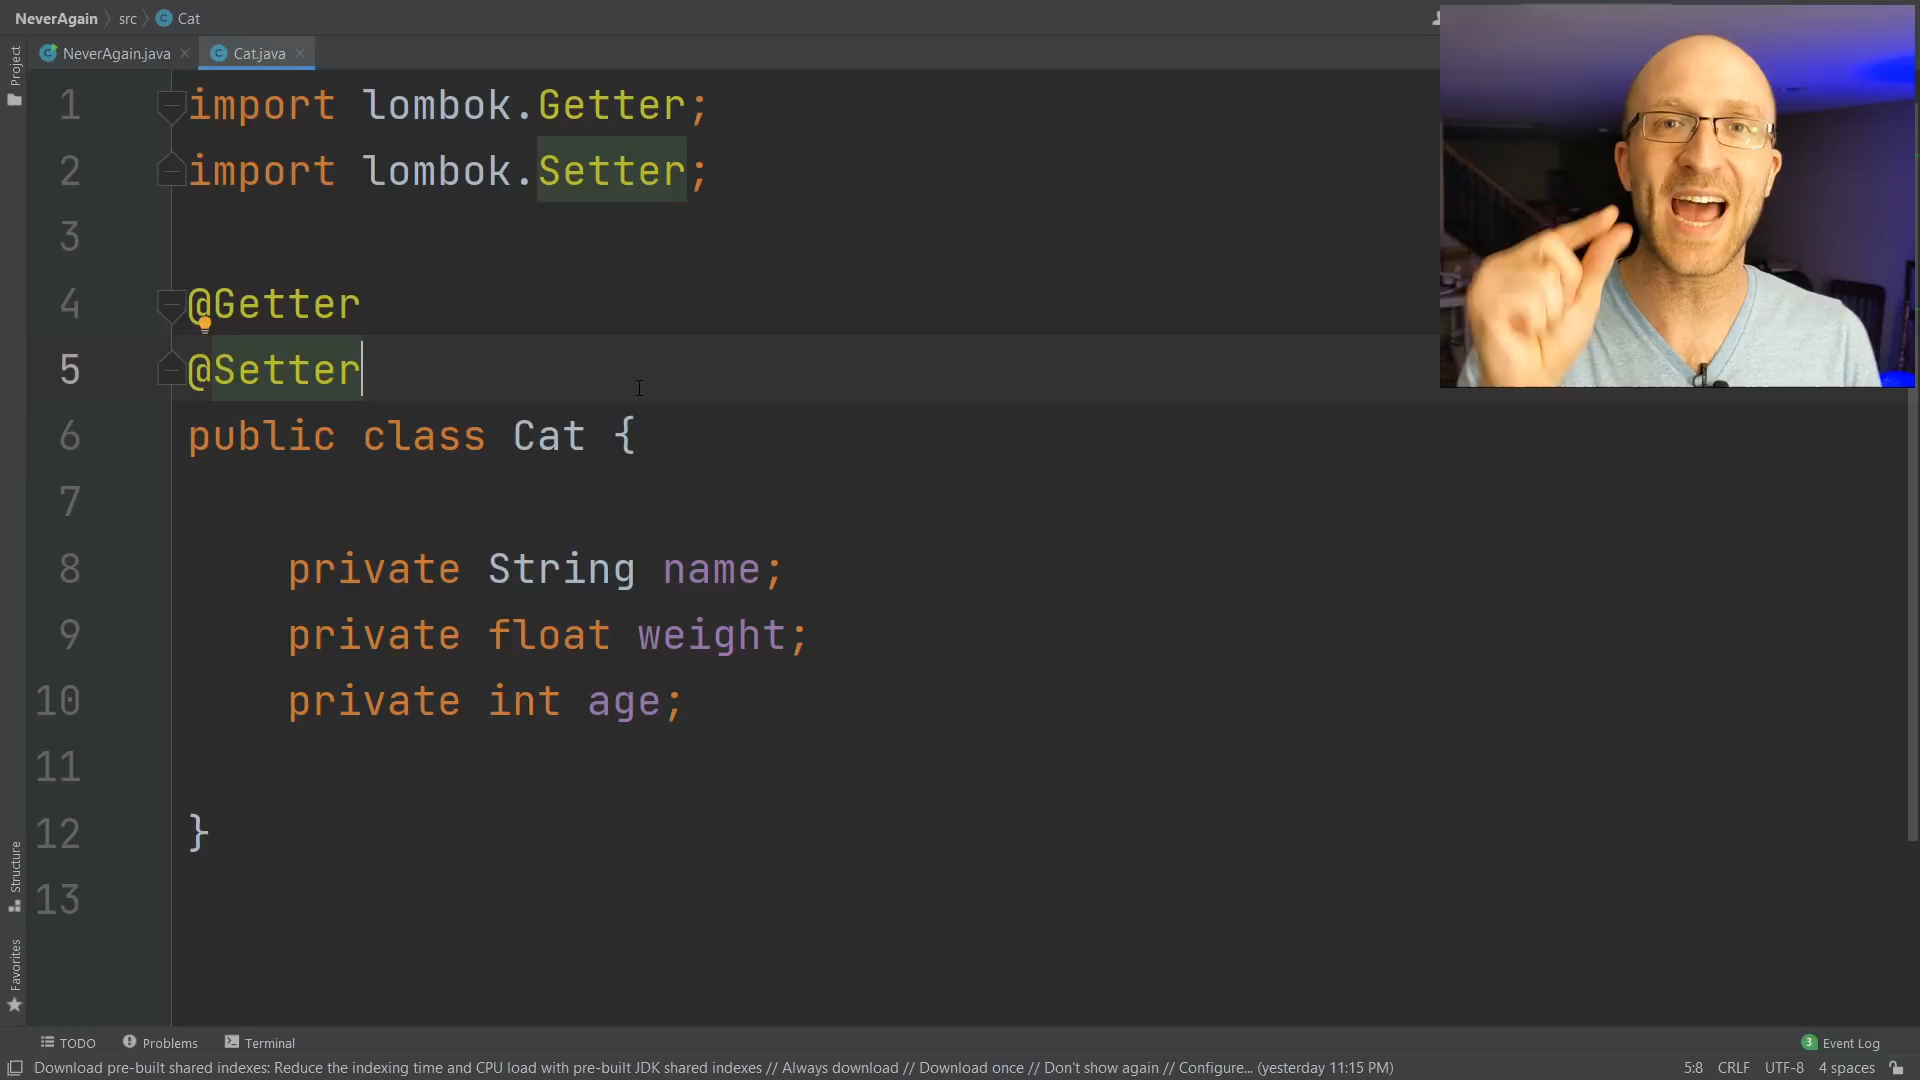 NeverAgain src Cat
NeverAgain.java Cat.java
Project
1 import lombok.Getter;
2 import lombok.Setter;
3
4 @Getter
5 @Setter
6 public class Cat {
7
8 private String name;
9 private float weight;
10 private int age;
11
12 }
13
Structure
Favorites
TODO Problems Terminal
3 Event Log
Download pre-built shared indexes: Reduce the indexing time and CPU load with pre-built JDK shared indexes // Always download // Download once // Don't show again // Configure... (yesterday 11:15 PM)
5:8 CRLF UTF-8 4 spaces